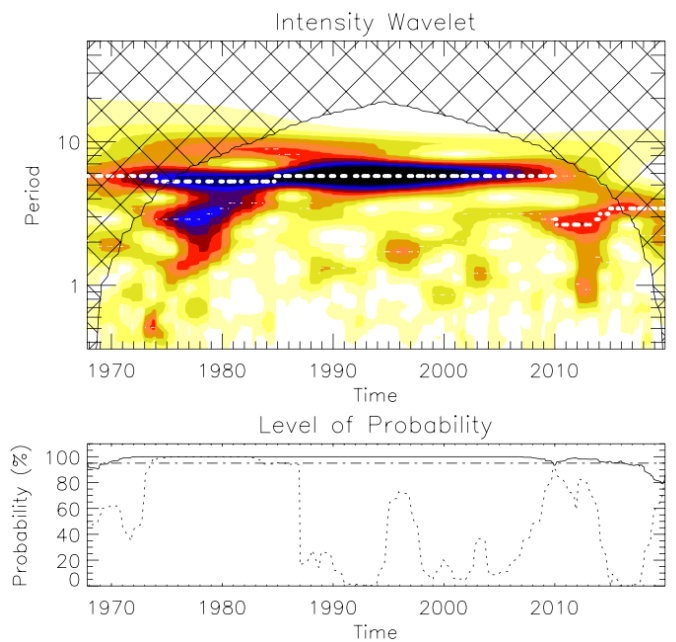 Intensity Wavelet
10
1
Period
1970 1980 1990 2000 2010
Time
Level of Probability
100
80
60
40
20
0
Probability (%)
1970 1980 1990 2000 2010
Time